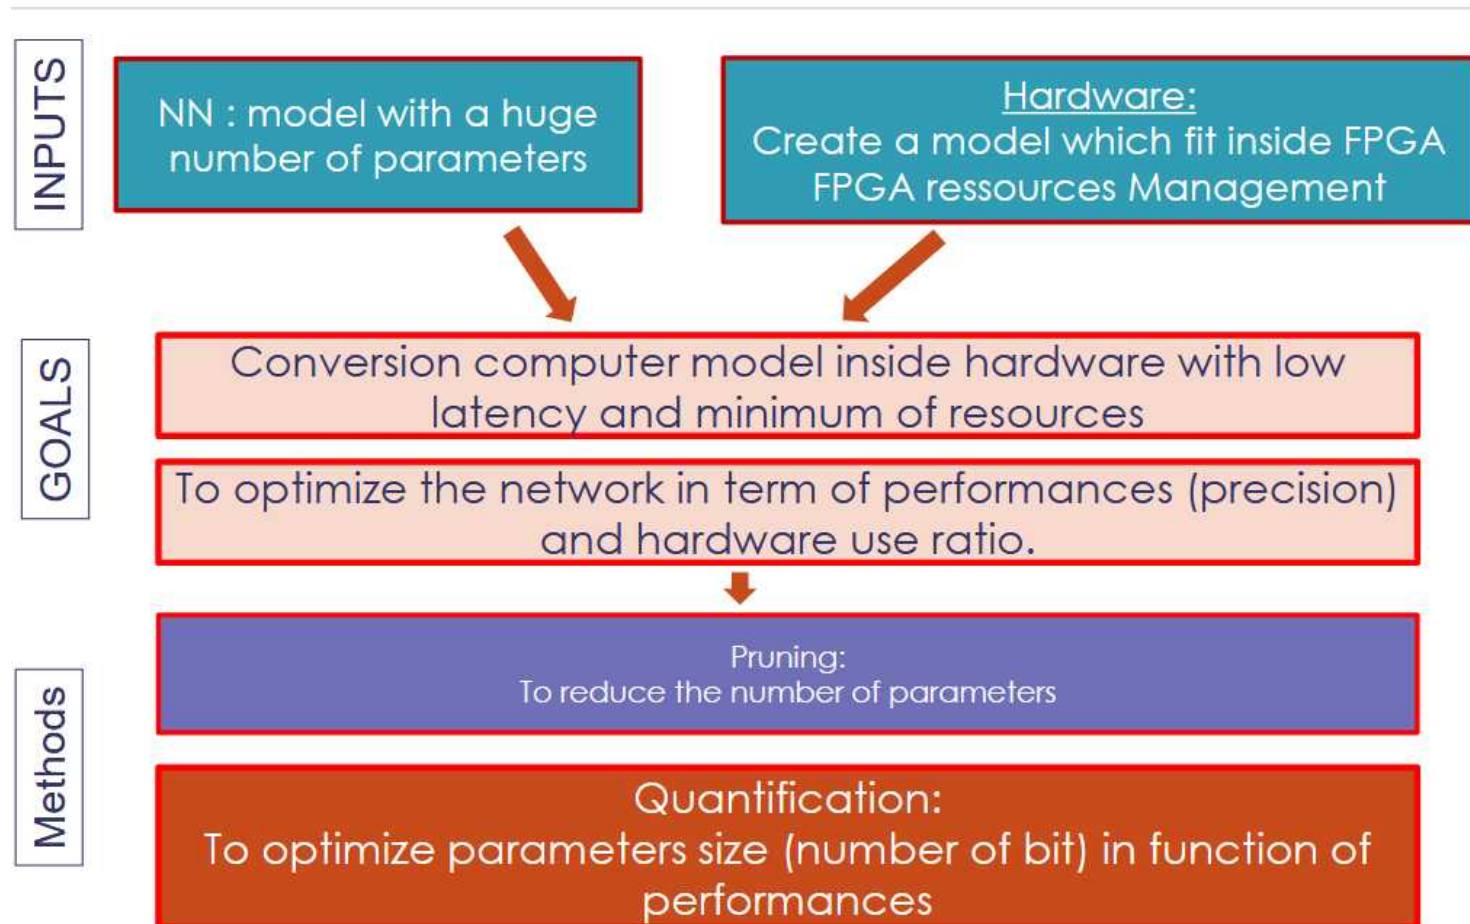 INPUTS
NN : model with a huge
number of parameters
Hardware:
Create a model which fit inside FPGA
FPGA ressources Management
GOALS
Conversion computer model inside hardware with low
latency and minimum of resources
To optimize the network in term of performances (precision)
and hardware use ratio.
Methods
Pruning:
To reduce the number of parameters
Quantification:
To optimize parameters size (number of bit) in function of
performances